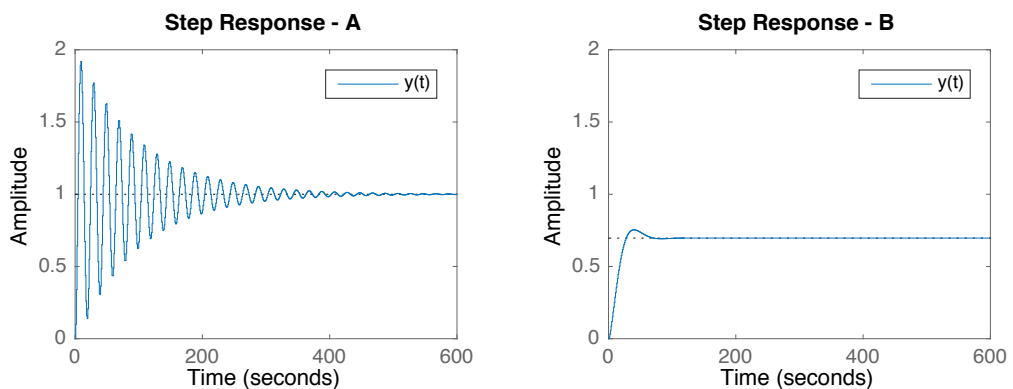 Step Response - A
2
1.5
1
0.5
0
Amplitude
y(t)
0
200
400
600
Time (seconds)
Step Response - B
2
1.5
1
0.5
0
Amplitude
y(t)
0
200
400
600
Time (seconds)